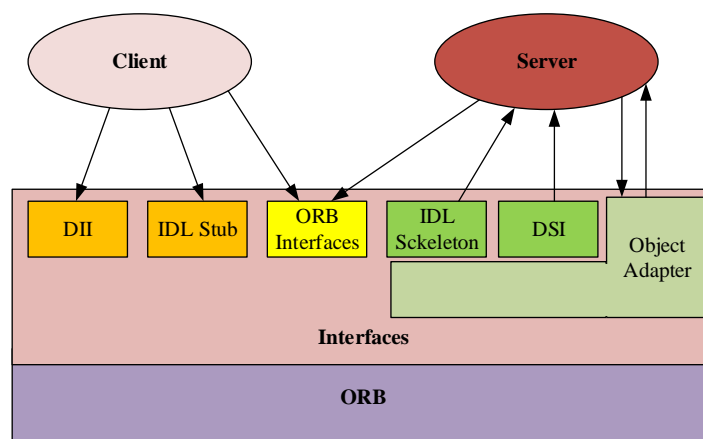 Client
Server
DII
IDL Stub
ORB
Interfaces
IDL
Sckeleton
DSI
Object
Adapter
Interfaces
ORB